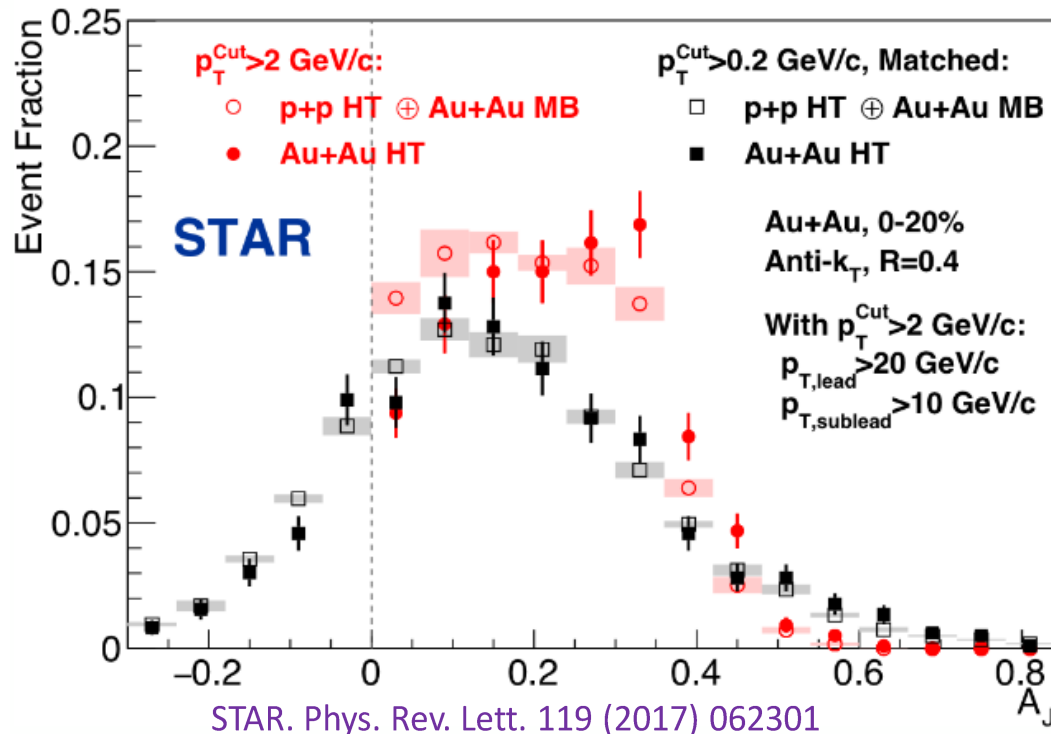 0.25
0.2
0.15
0.1
0.05
0
Event Fraction
p_T^Cut>2 GeV/c:
p+p HT ⊕ Au+Au MB
Au+Au HT
p_T^Cut>0.2 GeV/c, Matched:
p+p HT ⊕ Au+Au MB
Au+Au HT
STAR
Au+Au, 0-20%
Anti-k_T, R=0.4
With p_T^Cut>2 GeV/c:
p_T,lead>20 GeV/c
p_T,sublead>10 GeV/c
−0.2 0 0.2 0.4 0.6 0.8
A_J
STAR. Phys. Rev. Lett. 119 (2017) 062301